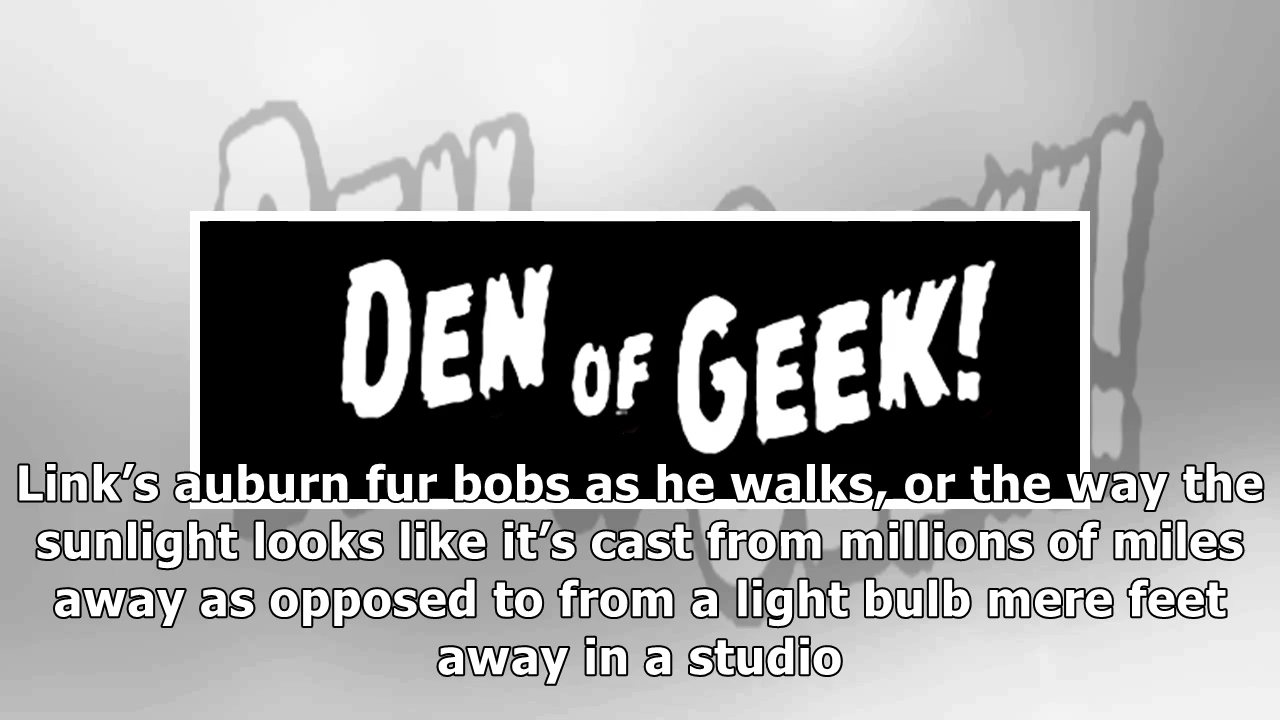 DEN OF GEEK!
Link’s auburn fur bobs as he walks, or the way the
sunlight looks like it’s cast from millions of miles
away as opposed to from a light bulb mere feet
away in a studio